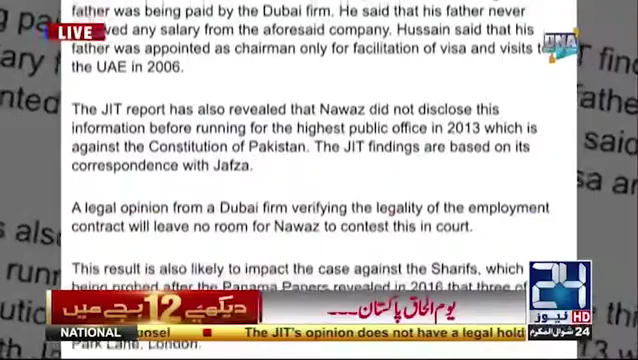 father was being paid by the Dubai firm. He said that his father never
any salary from the aforesaid company. Hussain said that his
father was appointed as chairman only for facilitation of visa and visits to
the UAE in 2006.
LIVE
DNA
The JIT report has also revealed that Nawaz did not disclose this
information before running for the highest public office in 2013 which is
against the Constitution of Pakistan. The JIT findings are based on its
correspondence with Jafza.
A legal opinion from a Dubai firm verifying the legality of the employment
contract will leave no room for Nawaz to contest this in court.
This result is also likely to impact the case against the Sharifs, which
being probed after the Panama Papers revealed in 2016 that three of
Park Lane, London.
دیکھیے 12 بجے میں
یوم الحاق پاکستان ۔۔۔
24
نیوز HD
24 شوال المکرم
NATIONAL
The JIT's opinion does not have a legal hold